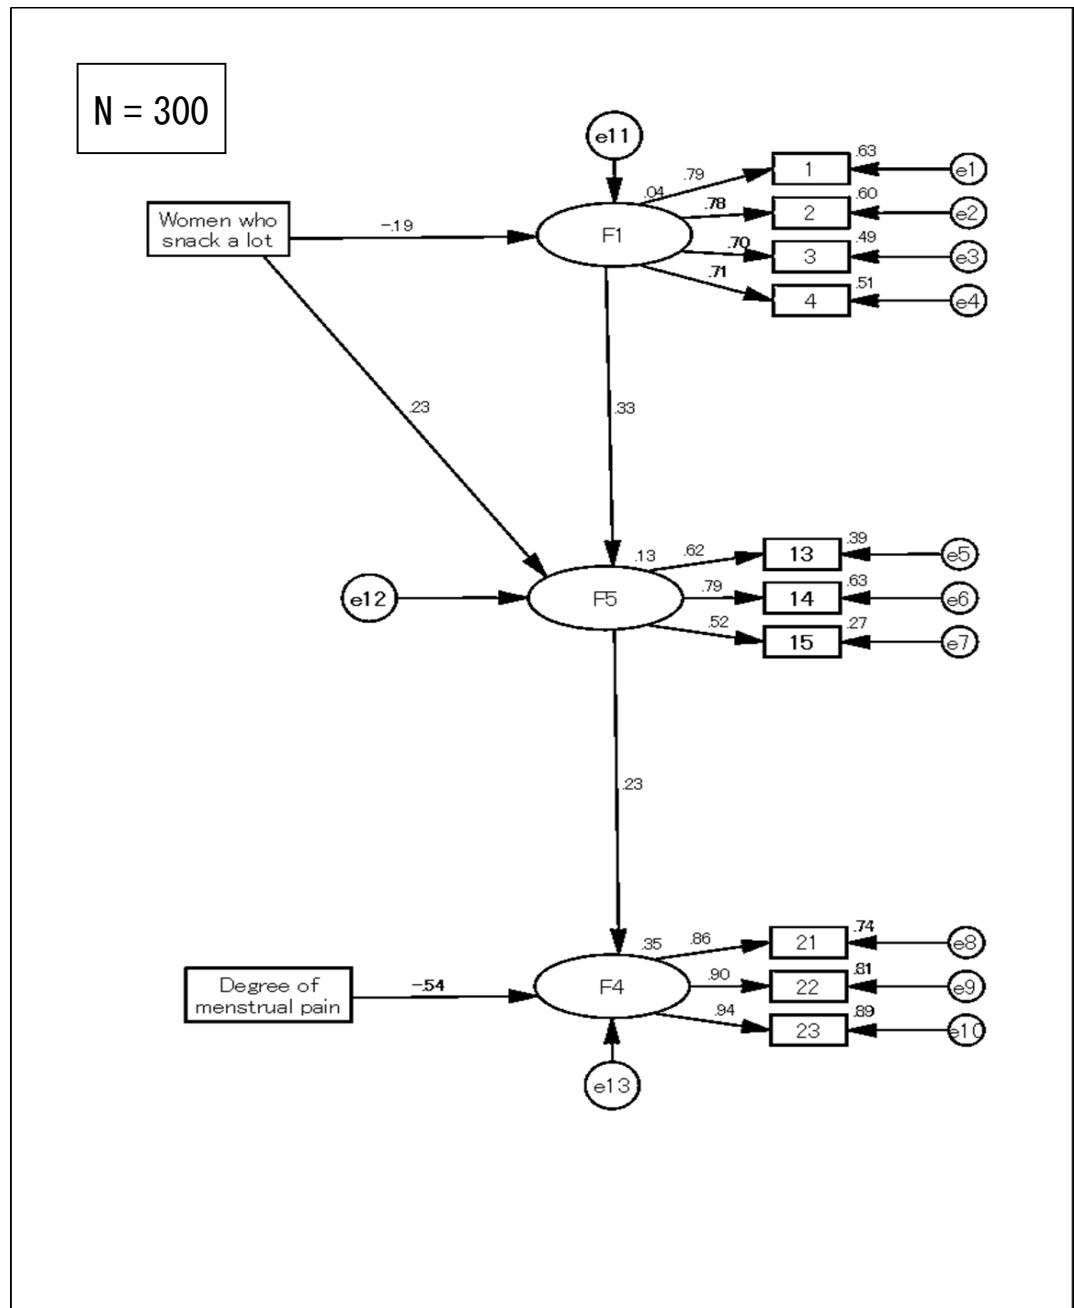 N = 300
e11
.63
1
e1
.79
.04
.60
Women who
snack a lot
-.19
F1
.78
2
e2
.49
.70
3
e3
.71
.51
4
e4
.23
.33
.39
.13
.62
13
e5
.63
e12
F5
.79
14
e6
.27
.52
15
e7
.23
.74
.35
.86
21
e8
.81
Degree of
menstrual pain
-.54
F4
.90
22
e9
.89
.94
23
e10
e13